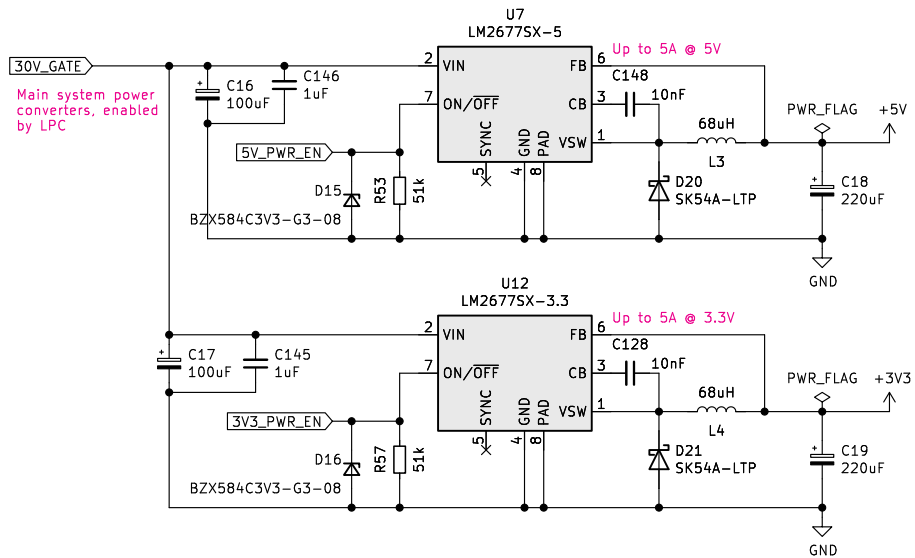 U7
LM2677SX-5
30V_GATE
Main system power
converters, enabled
by LPC
C16
100uF
C146
1uF
2
VIN
7
ON/OFF
SYNC
5
GND
4
PAD
8
FB
6
CB
3
VSW
1
Up to 5A @ 5V
C148
10nF
68uH
L3
PWR_FLAG
+5V
5V_PWR_EN
D15
BZX584C3V3-G3-08
R53
51k
D20
SK54A-LTP
C18
220uF
GND
U12
LM2677SX-3.3
C17
100uF
C145
1uF
2
VIN
7
ON/OFF
SYNC
5
GND
4
PAD
8
FB
6
CB
3
VSW
1
Up to 5A @ 3.3V
C128
10nF
68uH
L4
PWR_FLAG
+3V3
3V3_PWR_EN
D16
BZX584C3V3-G3-08
R57
51k
D21
SK54A-LTP
C19
220uF
GND